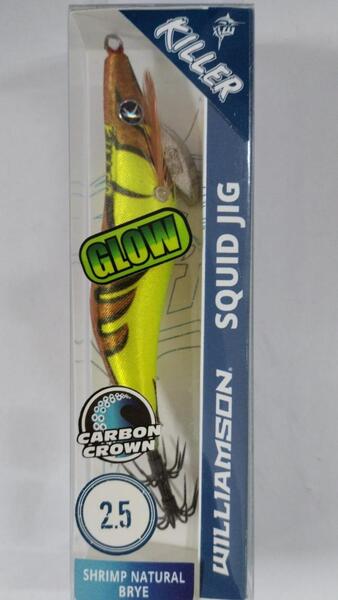 KILLER
WILLIAMSON SQUID JIG
GLOW
CARBON
CROWN
2.5
SHRIMP NATURAL
BRYE